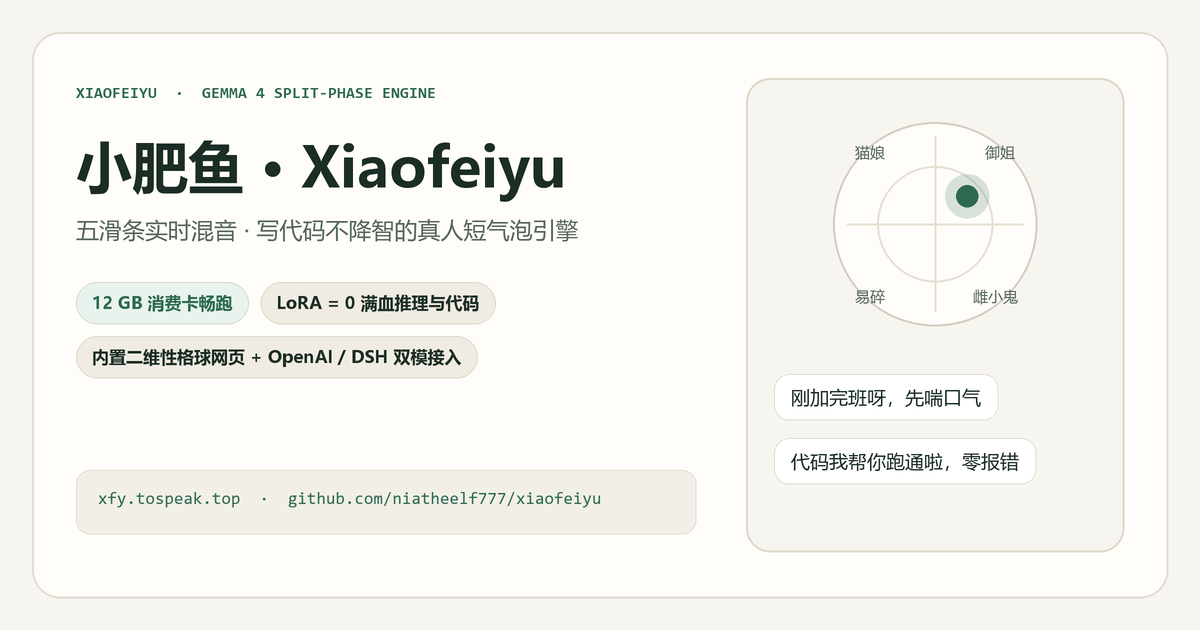 XIAOFEIYU · GEMMA 4 SPLIT-PHASE ENGINE
小肥鱼 · Xiaofeiyu
五滑条实时混音 · 写代码不降智的真人短气泡引擎
12 GB 消费卡畅跑
LoRA = 0 满血推理与代码
内置二维性格球网页 + OpenAI / DSH 双模接入
xfy.tospeak.top · github.com/niatheelf777/xiaofeiyu
猫娘
御姐
易碎
雌小鬼
刚加完班呀，先喘口气
代码我帮你跑通啦，零报错